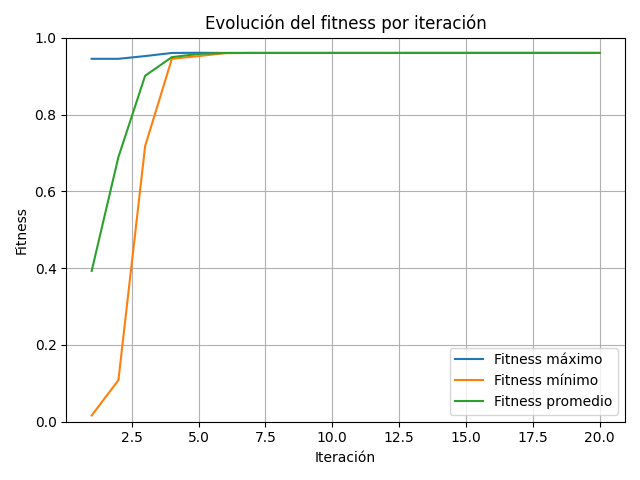 Evolución del fitness por iteración
1.0
0.8
0.6
0.4
0.2
0.0
Fitness
2.5 5.0 7.5 10.0 12.5 15.0 17.5 20.0
Iteración
Fitness máximo
Fitness mínimo
Fitness promedio